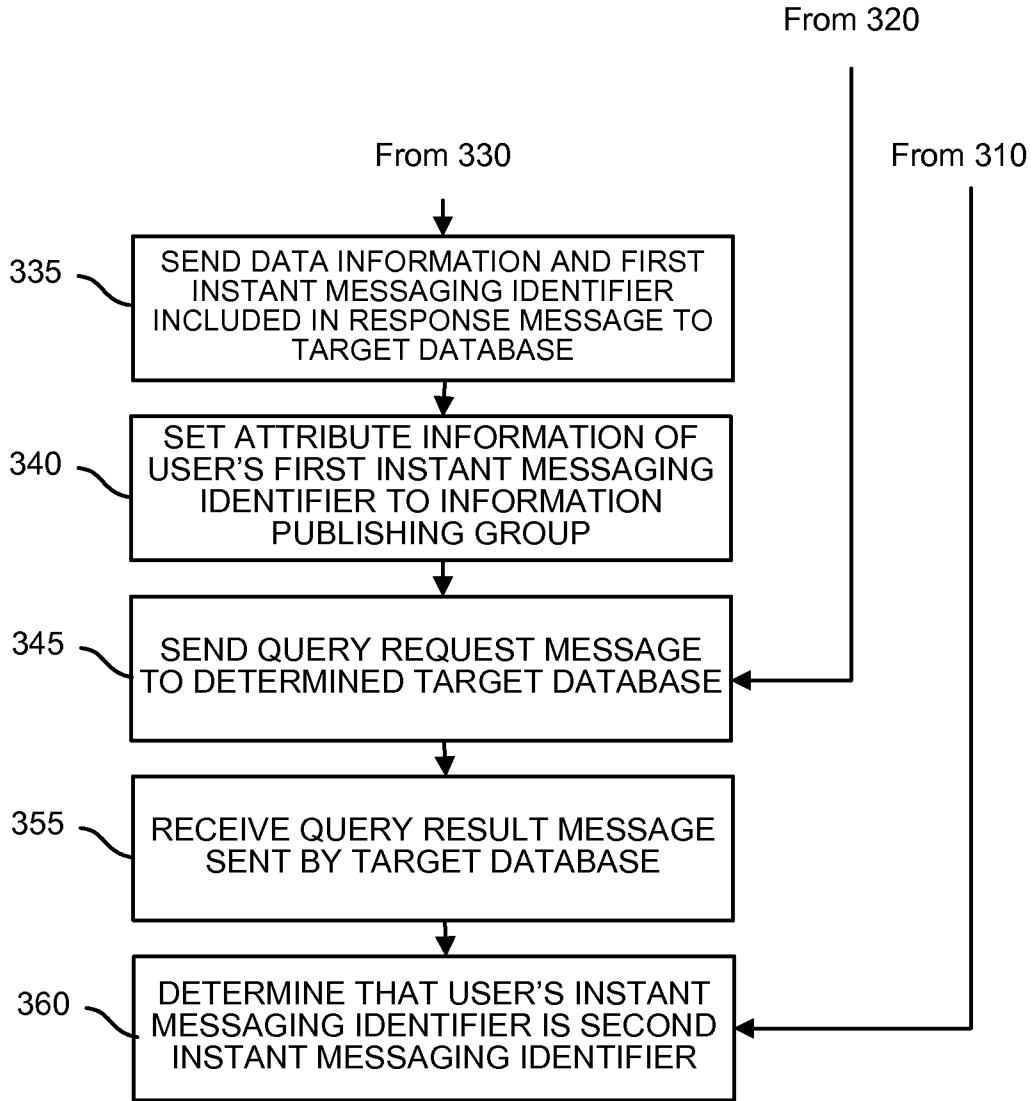 From 320
From 330
From 310
335
SEND DATA INFORMATION AND FIRST
INSTANT MESSAGING IDENTIFIER
INCLUDED IN RESPONSE MESSAGE TO
TARGET DATABASE
340
SET ATTRIBUTE INFORMATION OF
USER’S FIRST INSTANT MESSAGING
IDENTIFIER TO INFORMATION
PUBLISHING GROUP
345
SEND QUERY REQUEST MESSAGE
TO DETERMINED TARGET DATABASE
355
RECEIVE QUERY RESULT MESSAGE
SENT BY TARGET DATABASE
360
DETERMINE THAT USER’S INSTANT
MESSAGING IDENTIFIER IS SECOND
INSTANT MESSAGING IDENTIFIER